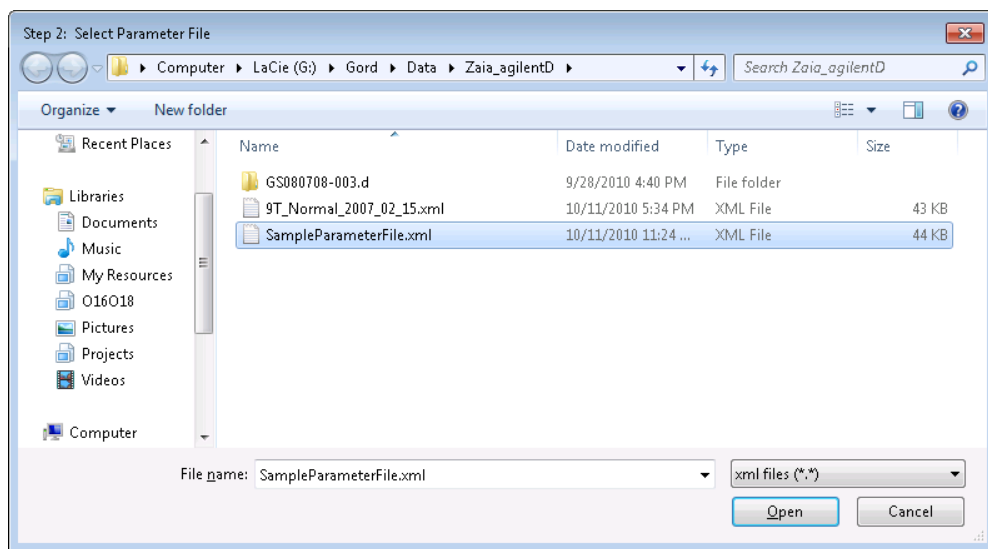 Step 2: Select Parameter File
Computer LaCie (G:) Gord Data Zaia_agilentD Search Zaia_agilentD
Organize New folder
Recent Places
Libraries
Documents
Music
My Resources
O16O18
Pictures
Projects
Videos
Computer
Name Date modified Type Size
GS080708-003.d 9/28/2010 4:40 PM File folder
9T_Normal_2007_02_15.xml 10/11/2010 5:34 PM XML File 43 KB
SampleParameterFile.xml 10/11/2010 11:24 ... XML File 44 KB
File name: SampleParameterFile.xml xml files (*.*)
Open Cancel